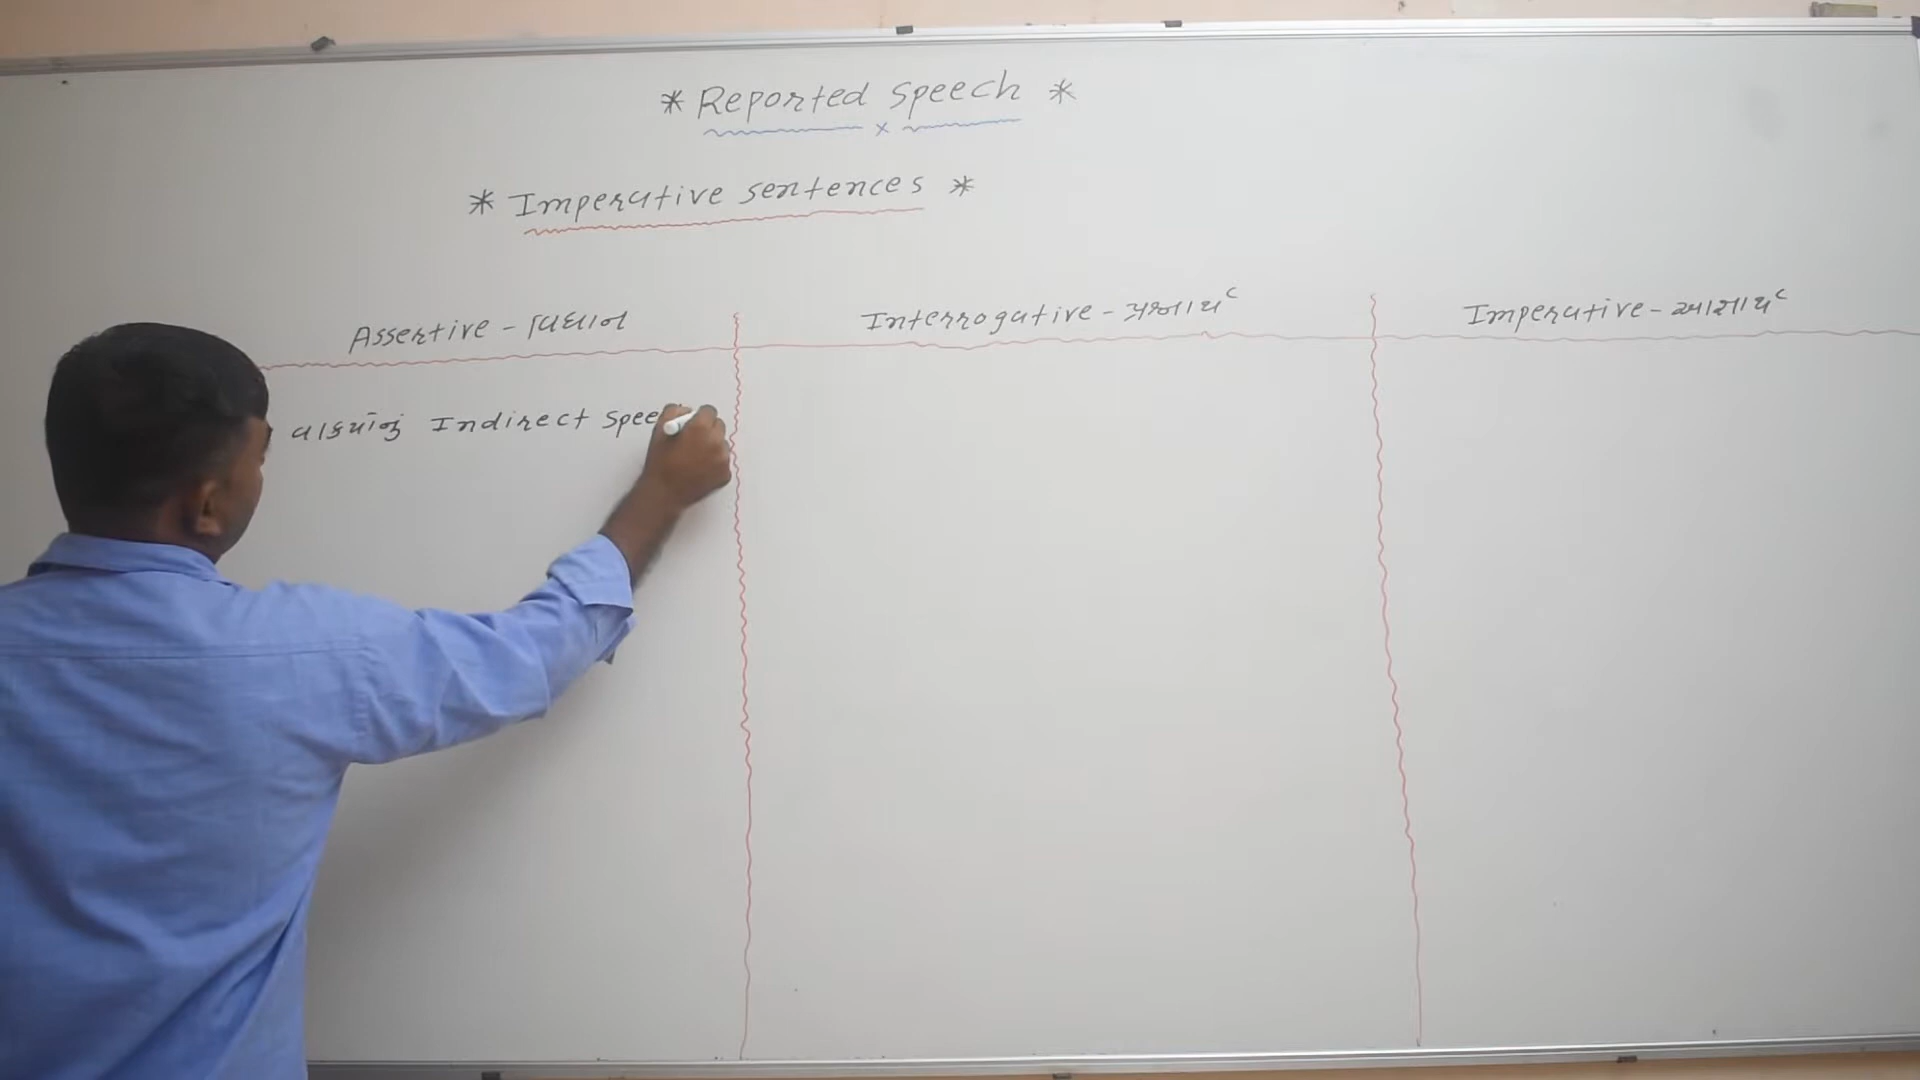 * Reported speech *
x
* Imperative sentences *
Assertive - વિધાન
Interrogative - પ્રશ્નાર્થ
Imperative - આજ્ઞાર્થ
વાક્યોનું Indirect spee